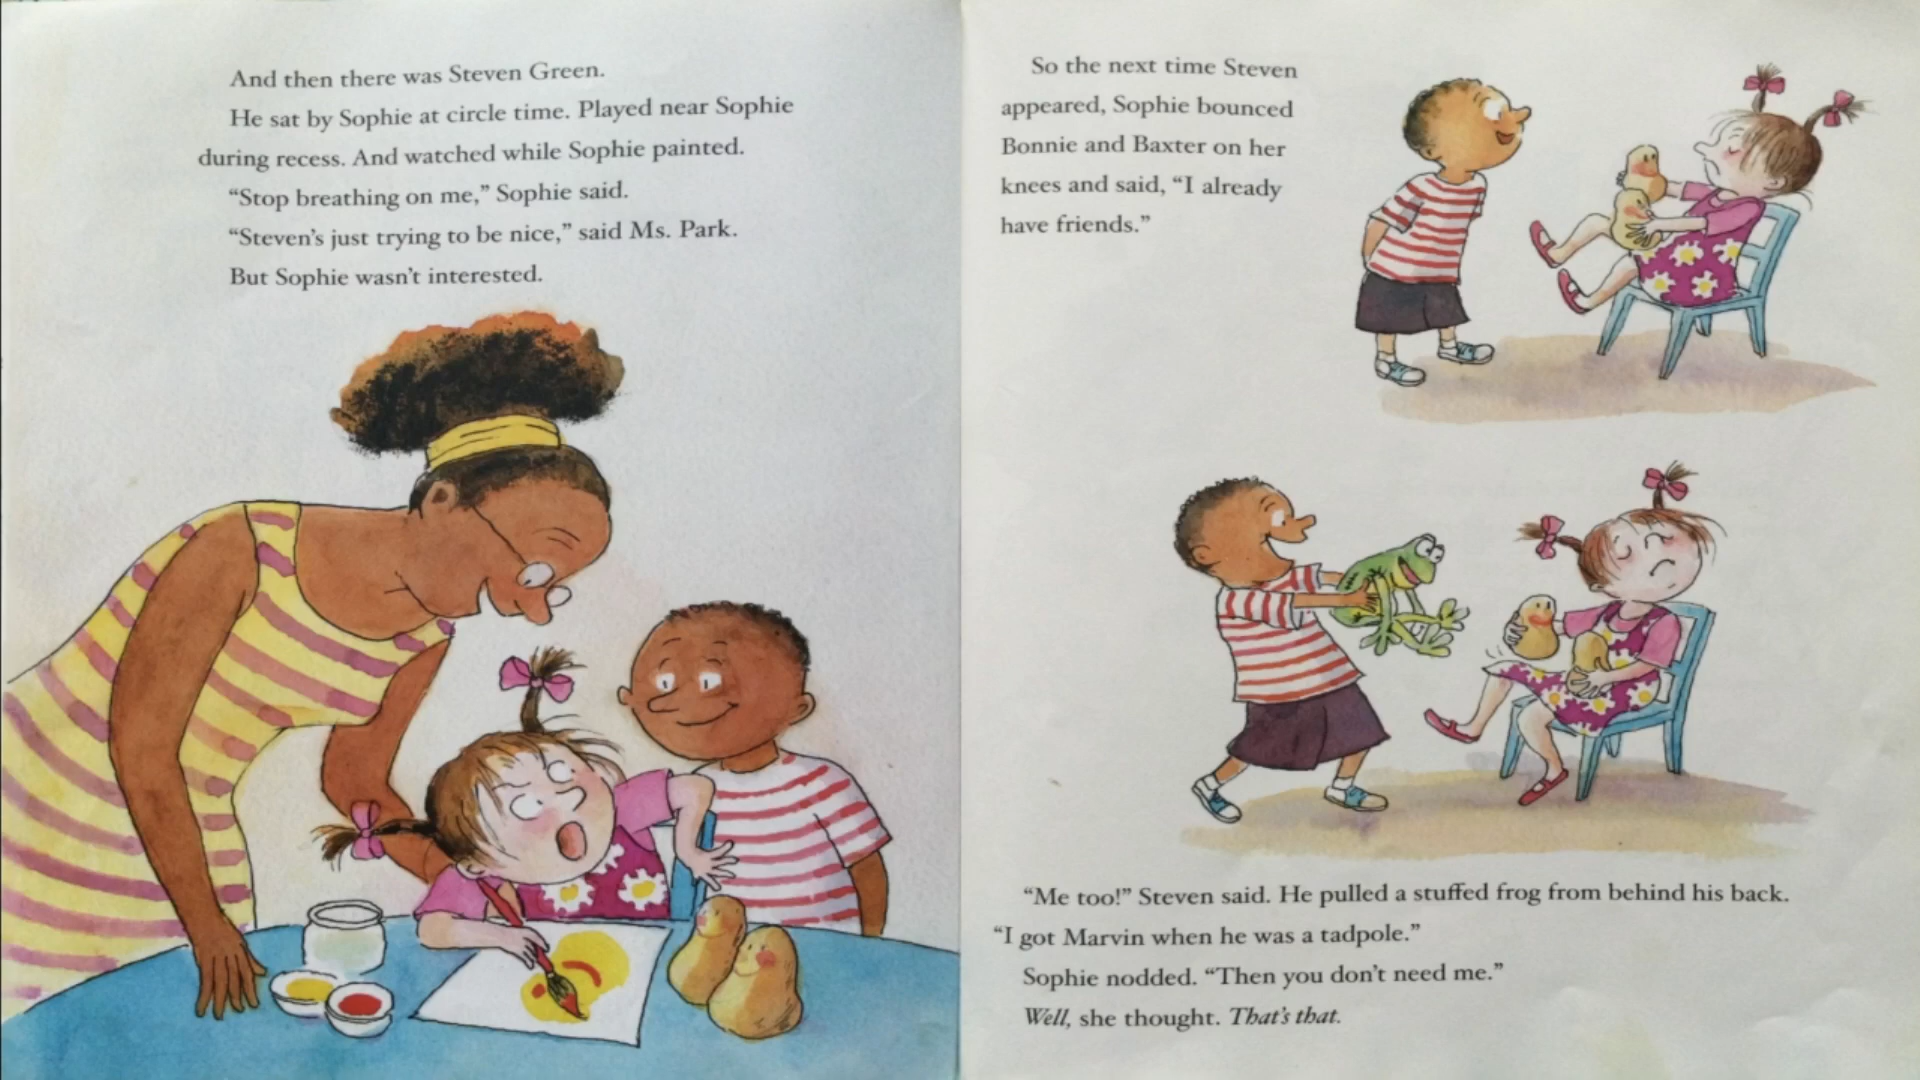 And then there was Steven Green.
He sat by Sophie at circle time. Played near Sophie
during recess. And watched while Sophie painted.
“Stop breathing on me,” Sophie said.
“Steven’s just trying to be nice,” said Ms. Park.
But Sophie wasn’t interested.
So the next time Steven
appeared, Sophie bounced
Bonnie and Baxter on her
knees and said, “I already
have friends.”
“Me too!” Steven said. He pulled a stuffed frog from behind his back.
“I got Marvin when he was a tadpole.”
Sophie nodded. “Then you don’t need me.”
Well, she thought. That’s that.